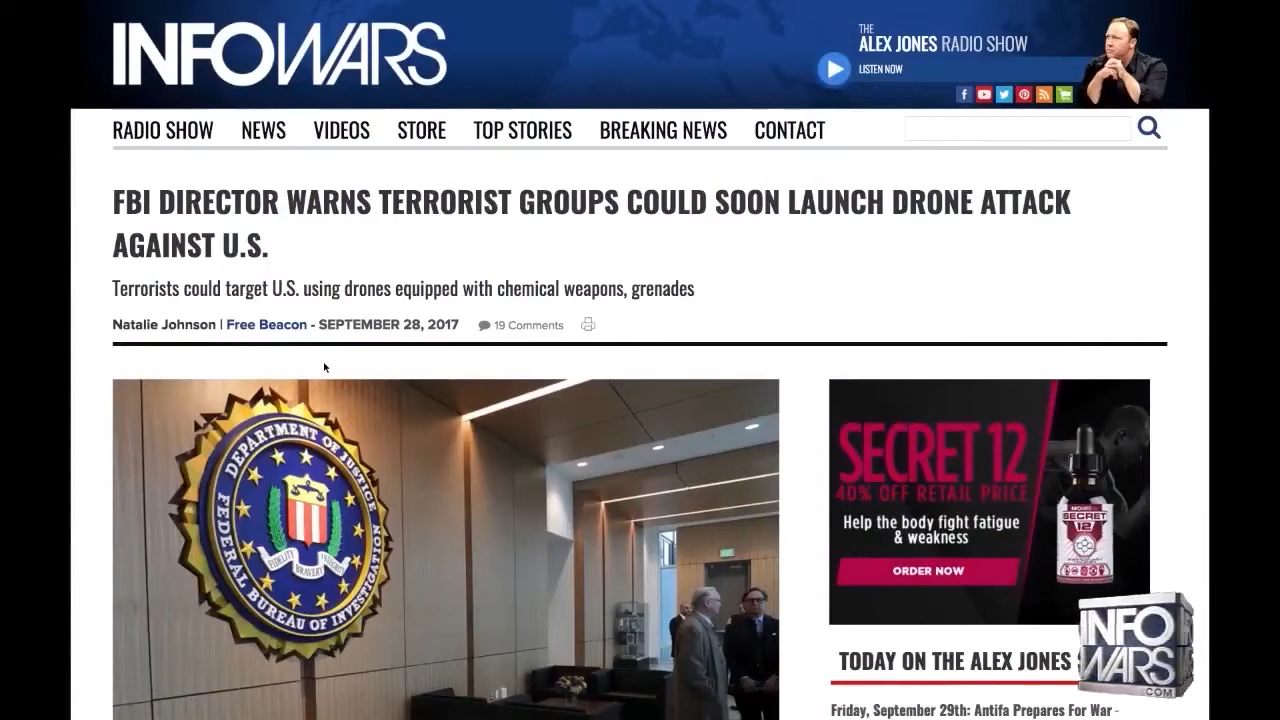 INFOWARS
THE
ALEX JONES RADIO SHOW
LISTEN NOW
RADIO SHOW NEWS VIDEOS STORE TOP STORIES BREAKING NEWS CONTACT
FBI DIRECTOR WARNS TERRORIST GROUPS COULD SOON LAUNCH DRONE ATTACK
AGAINST U.S.
Terrorists could target U.S. using drones equipped with chemical weapons, grenades
Natalie Johnson | Free Beacon - SEPTEMBER 28, 2017 19 Comments
DEPARTMENT OF JUSTICE
FEDERAL BUREAU OF INVESTIGATION
FIDELITY BRAVERY INTEGRITY
SECRET 12
40% OFF RETAIL PRICE
Help the body fight fatigue
& weakness
ORDER NOW
SECRET
12
TODAY ON THE ALEX JONES
INFO
WARS
.COM
Friday, September 29th: Antifa Prepares For War -